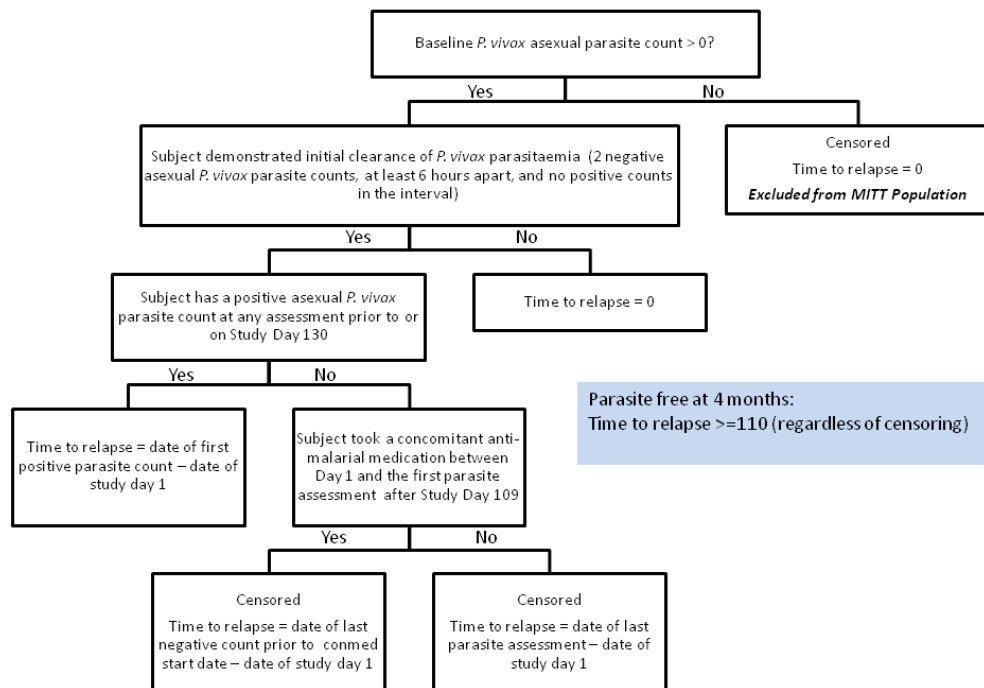 Baseline P. vivax asexual parasite count > 0?
Yes
No
Subject demonstrated initial clearance of P. vivax parasitaemia (2 negative
asexual P. vivax parasite counts, at least 6 hours apart, and no positive counts
in the interval)
Censored
Time to relapse = 0
Excluded from MITT Population
Yes
No
Subject has a positive asexual P. vivax
parasite count at any assessment prior to or
on Study Day 130
Time to relapse = 0
Yes
No
Time to relapse = date of first
positive parasite count – date of
study day 1
Subject took a concomitant anti-
malarial medication between
Day 1 and the first parasite
assessment after Study Day 109
Parasite free at 4 months:
Time to relapse >=110 (regardless of censoring)
Yes
No
Censored
Time to relapse = date of last
negative count prior to conmed
start date – date of study day 1
Censored
Time to relapse = date of last
parasite assessment – date of
study day 1